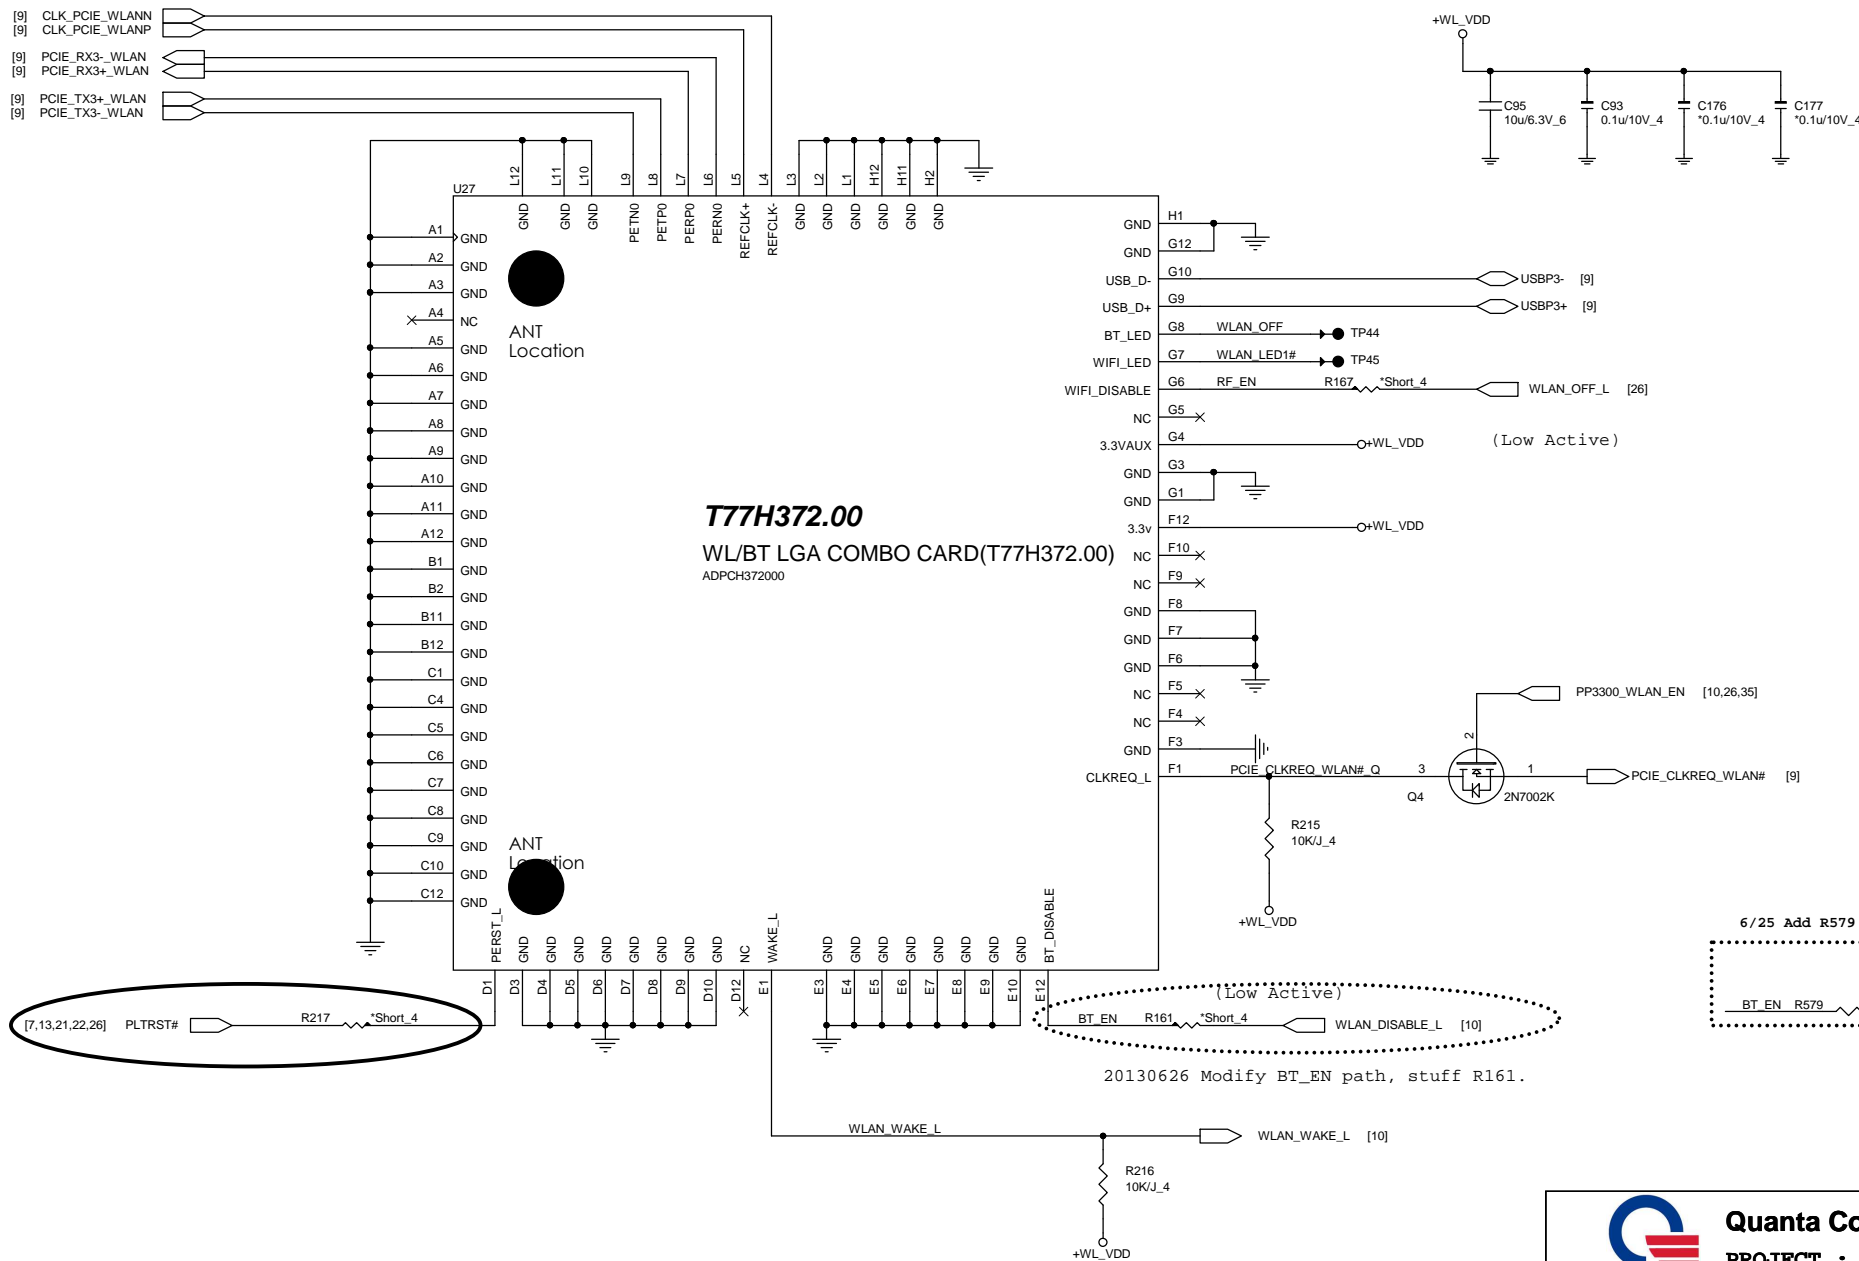 [9] CLK_PCIE_WLANN
[9] CLK_PCIE_WLANP
[9] PCIE_RX3-_WLAN
[9] PCIE_RX3+_WLAN
[9] PCIE_TX3+_WLAN
[9] PCIE_TX3-_WLAN
+WL_VDD
C95
10u/6.3V_6
C93
0.1u/10V_4
C176
*0.1u/10V_4
C177
*0.1u/10V_4
U27
L12 L11 L10 L9 L8 L7 L6 L5 L4 L3 L2 L1 H12 H11 H2
GND GND GND PETN0 PETP0 PERP0 PERN0 REFCLK+ REFCLK- GND GND GND GND GND GND
A1 GND
A2 GND
A3 GND
A4 NC
A5 GND
A6 GND
A7 GND
A8 GND
A9 GND
A10 GND
A11 GND
A12 GND
B1 GND
B2 GND
B11 GND
B12 GND
C1 GND
C4 GND
C5 GND
C6 GND
C7 GND
C8 GND
C9 GND
C10 GND
C12 GND
ANT
Location
T77H372.00
WL/BT LGA COMBO CARD(T77H372.00)
ADPCH372000
ANT
Location
GND H1
GND G12
USB_D- G10 USBP3- [9]
USB_D+ G9 USBP3+ [9]
BT_LED G8 WLAN_OFF TP44
WIFI_LED G7 WLAN_LED1# TP45
WIFI_DISABLE G6 RF_EN R167 *Short_4 WLAN_OFF_L [26]
NC G5
3.3VAUX G4 +WL_VDD (Low Active)
GND G3
GND G1
3.3v F12 +WL_VDD
NC F10
NC F9
GND F8
GND F7
GND F6
NC F5
NC F4
GND F3
CLKREQ_L F1 PCIE_CLKREQ_WLAN#_Q 3 1 PCIE_CLKREQ_WLAN# [9]
2 PP3300_WLAN_EN [10,26,35]
Q4 2N7002K
R215
10K/J_4
+WL_VDD
PERST_L GND GND GND GND GND GND GND GND NC WAKE_L GND GND GND GND GND GND GND GND BT_DISABLE
D1 D3 D4 D5 D6 D7 D8 D9 D10 D12 E1 E3 E4 E5 E6 E7 E8 E9 E10 E12
[7,13,21,22,26] PLTRST# R217 *Short_4
(Low Active)
BT_EN R161 *Short_4 WLAN_DISABLE_L [10]
20130626 Modify BT_EN path, stuff R161.
6/25 Add R579
BT_EN R579
WLAN_WAKE_L WLAN_WAKE_L [10]
R216
10K/J_4
+WL_VDD
Quanta Co
PROJECT :